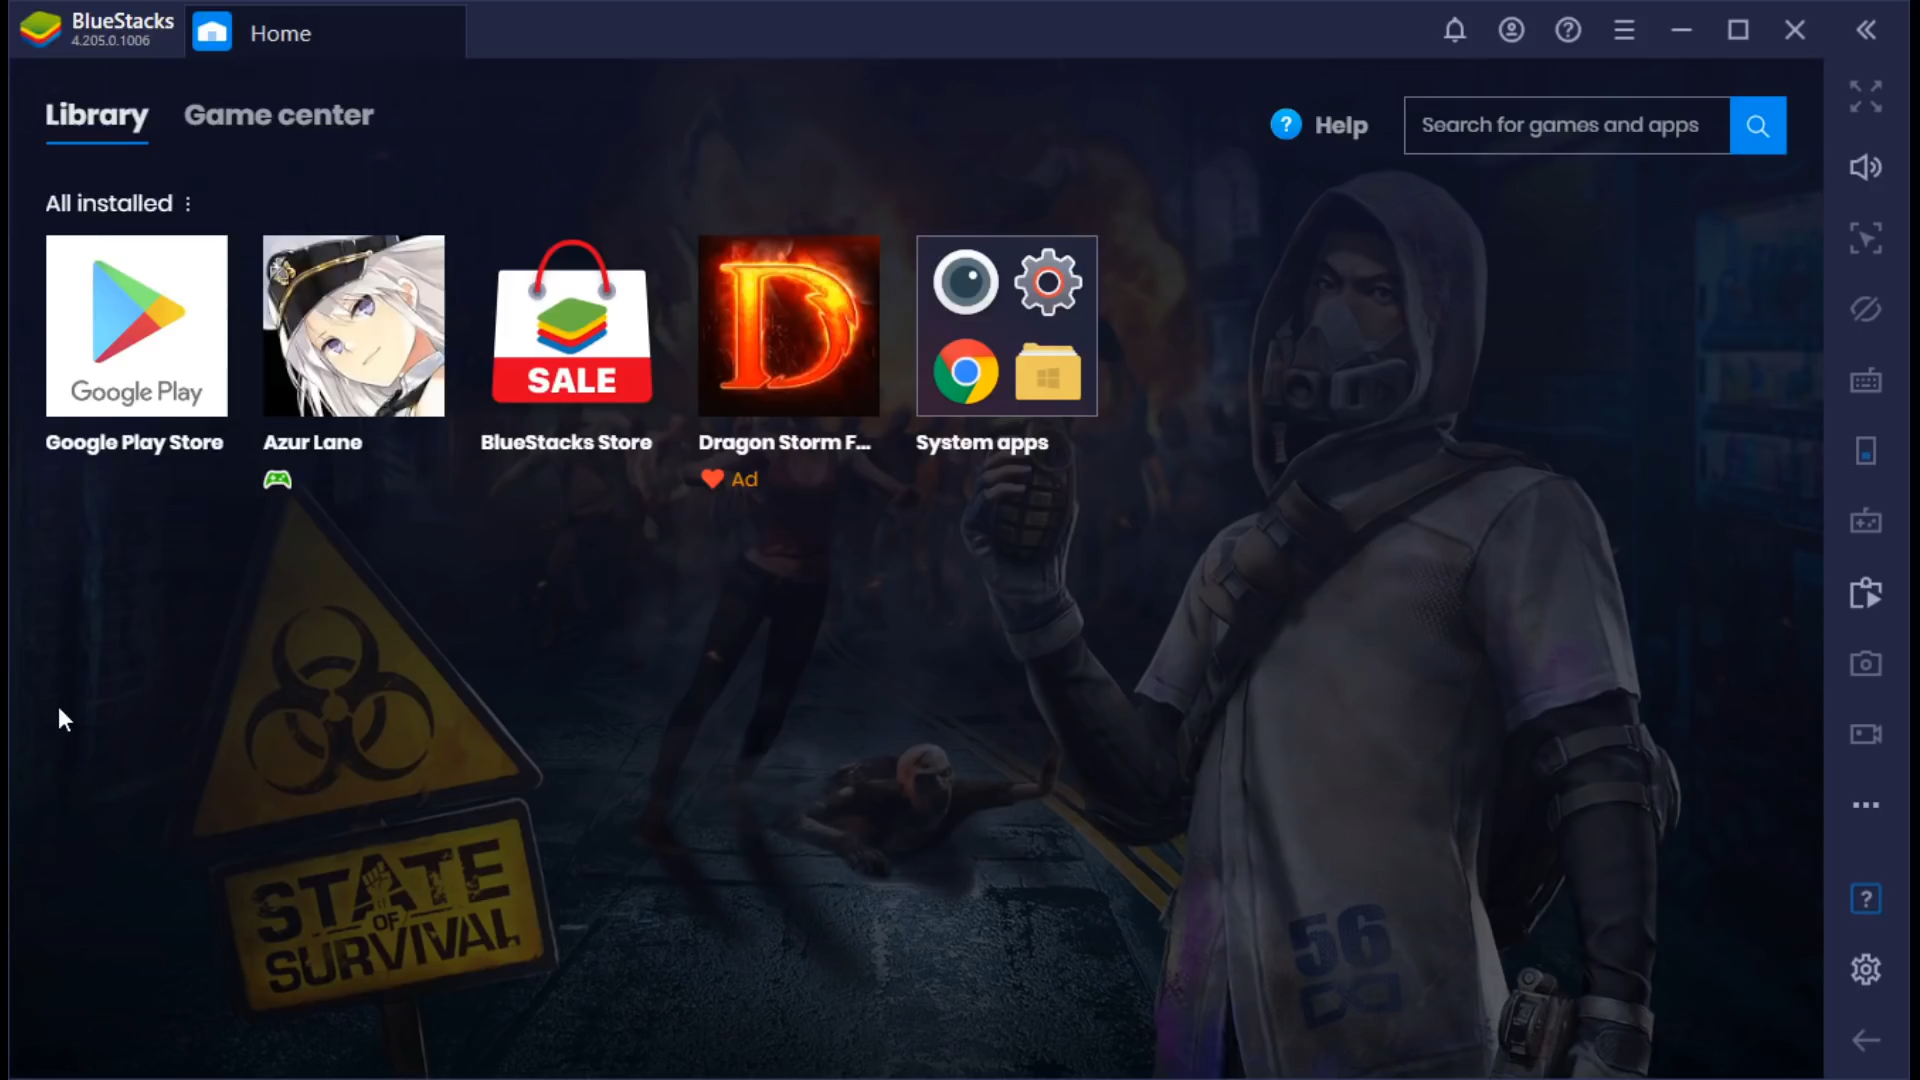 BlueStacks
4.205.0.1006
Home
Library
Game center
Help
Search for games and apps
All installed
Google Play
SALE
Google Play Store
Azur Lane
BlueStacks Store
Dragon Storm F...
System apps
Ad
STATE
OF
SURVIVAL
56